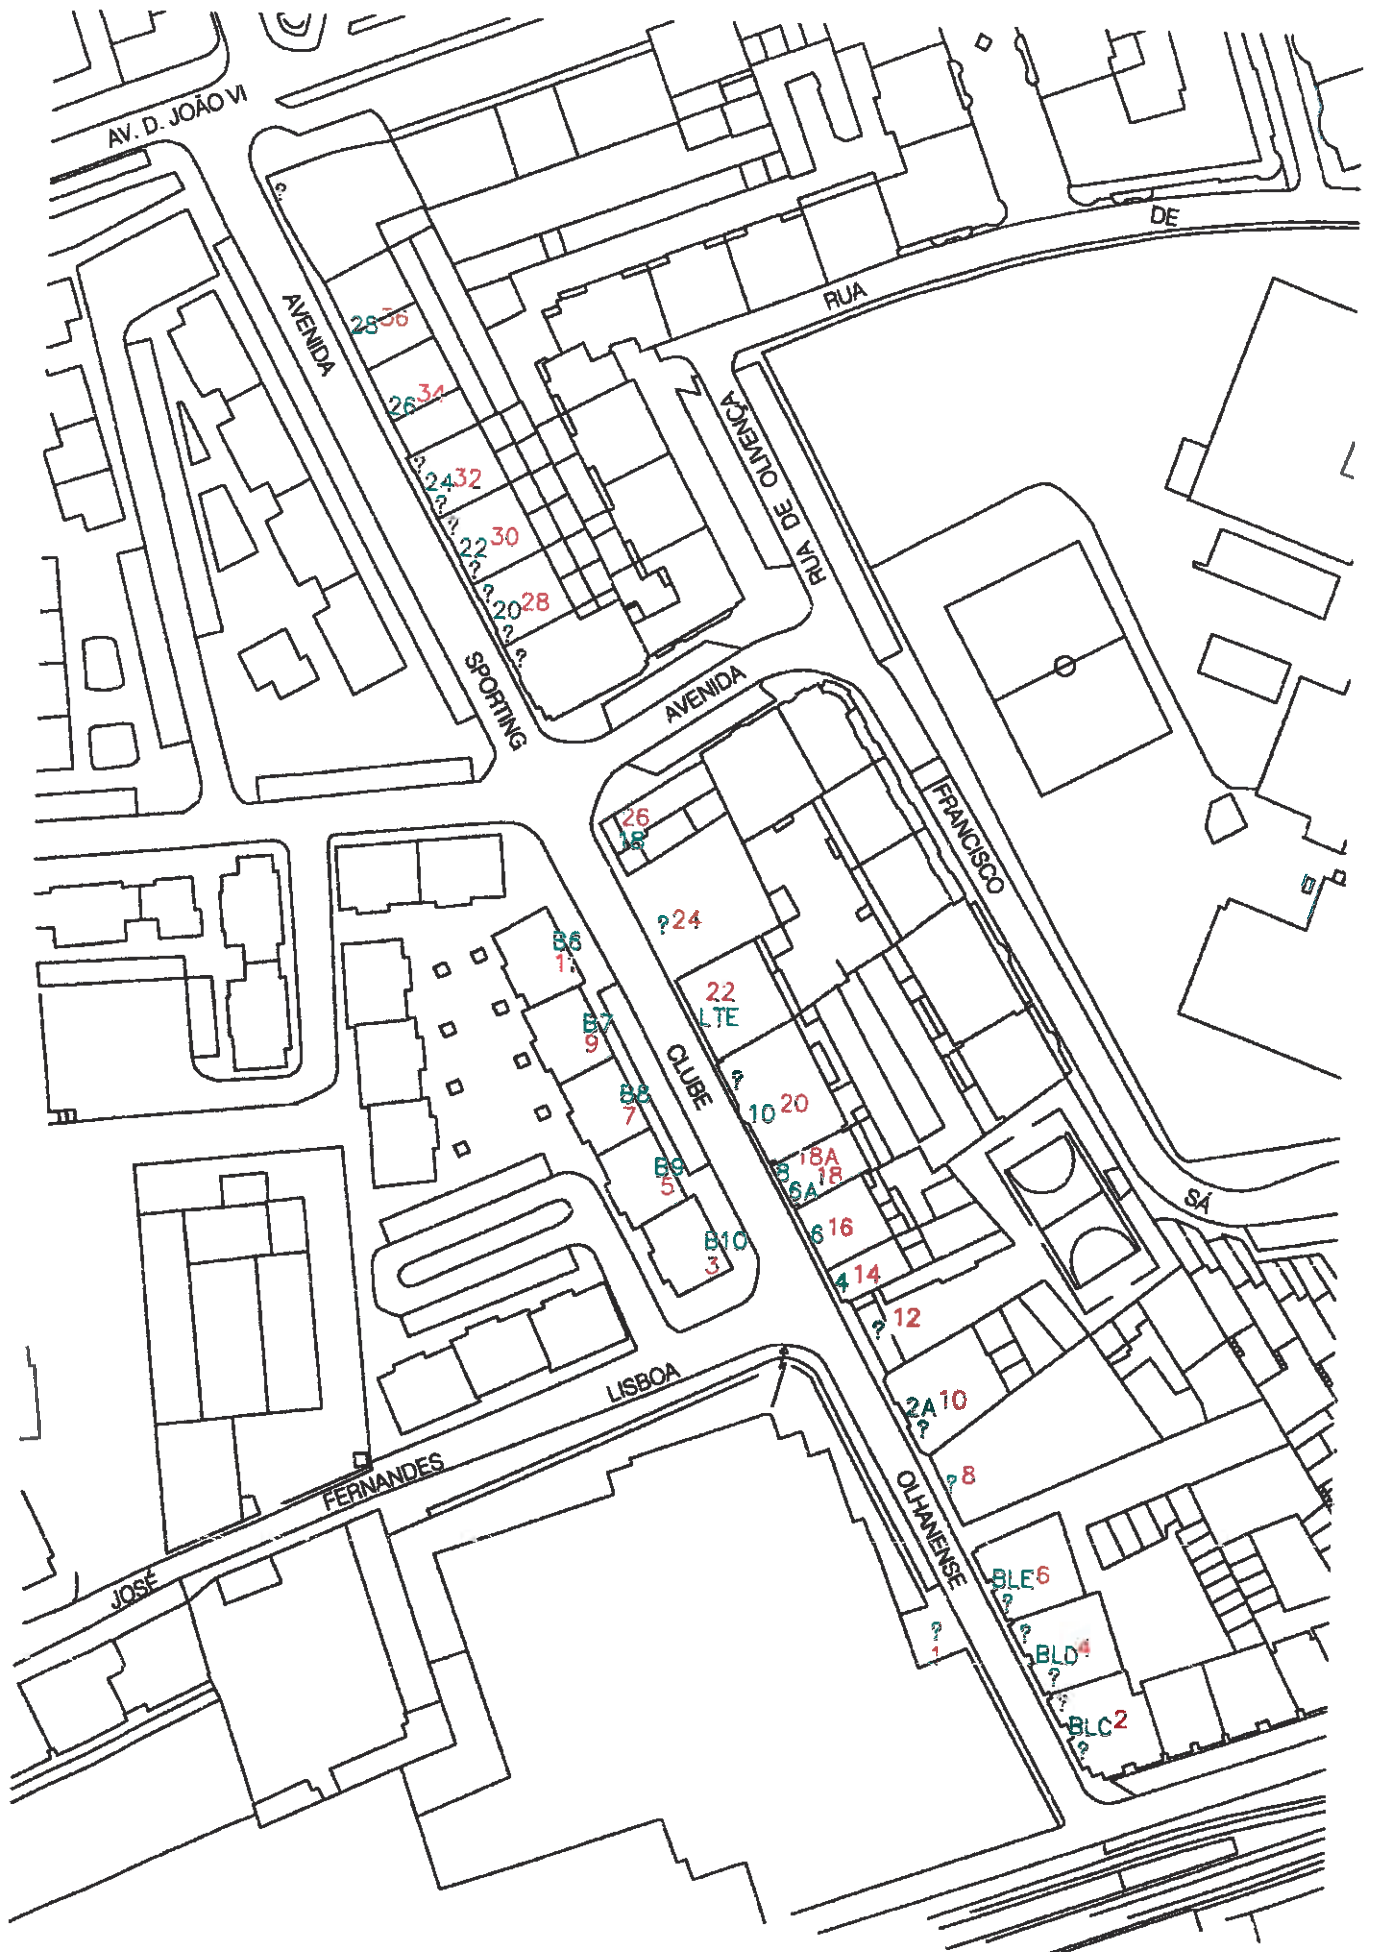 AV. D. JOÃO VI
?
DE
RUA
AVENIDA
28 36
26 34
RUA DE OLIVENÇA
?
24 32
?
?
30
22
?
?
28
20
?
?
SPORTING
AVENIDA
26
18
FRANCISCO
? 24
B6
22
LTE
B7
9
CLUBE
?
B8
7
10 20
18A
8
18
6A
B9
5
6 16
SÁ
B10
3
4 14
12
?
LISBOA
2A 10
?
FERNANDES
? 8
OLHANENSE
JOSÉ
BLE 6
?
?
?
1
BLD 4
?
?
BLC 2
?